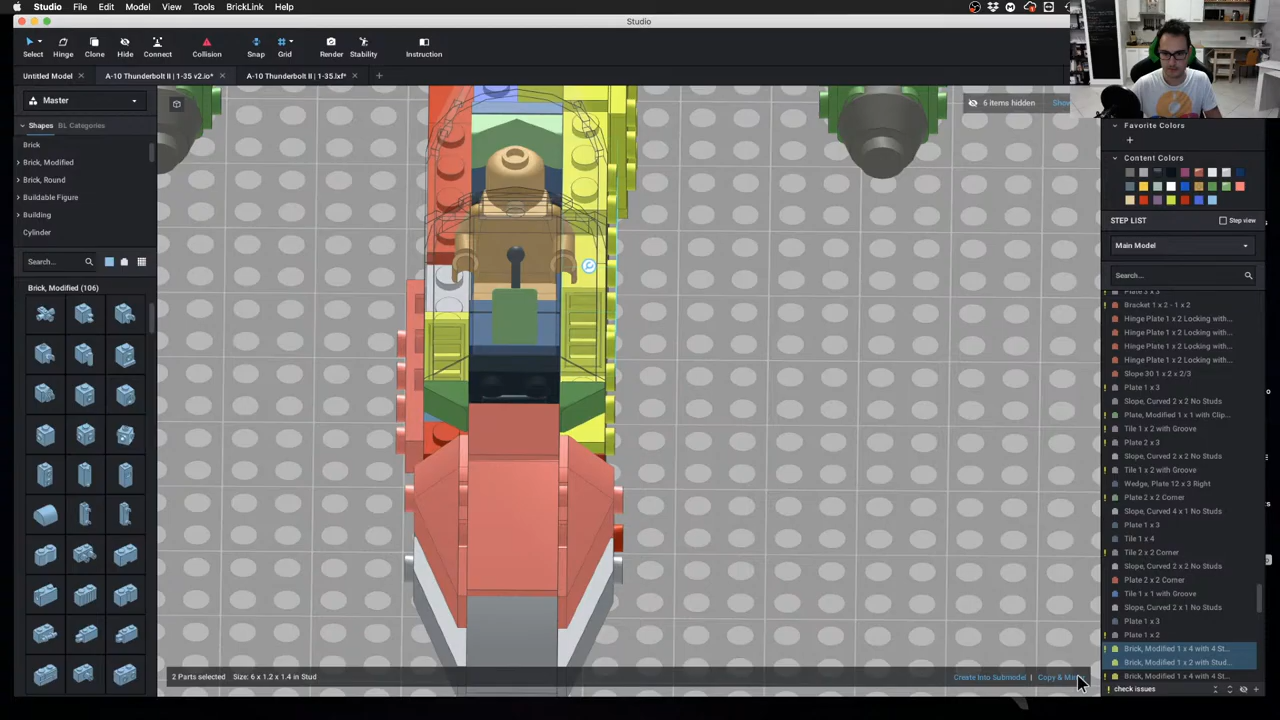 Studio File Edit Model View Tools BrickLink Help
Studio
Select Hinge Clone Hide Connect Collision Snap Grid Render Stability Instruction
Untitled Model A-10 Thunderbolt II | 1-35 v2.io* A-10 Thunderbolt II | 1-35.lxf*
Master
6 items hidden
Shapes BL Categories
Brick
Brick, Modified
Brick, Round
Buildable Figure
Building
Cylinder
Search...
Brick, Modified (106)
2 Parts selected Size: 6 x 1.2 x 1.4 in Stud
Create Into Submodel | Copy &
Favorite Colors
+
Content Colors
STEP LIST Step view
Main Model
Search...
Plate 3 x 3
Bracket 1 x 2 - 1 x 2
Hinge Plate 1 x 2 Locking with...
Hinge Plate 1 x 2 Locking with...
Hinge Plate 1 x 2 Locking with...
Hinge Plate 1 x 2 Locking with...
Slope 30 1 x 2 x 2/3
Plate 1 x 3
Slope, Curved 2 x 2 No Studs
Plate, Modified 1 x 1 with Clip...
Tile 1 x 2 with Groove
Plate 2 x 3
Slope, Curved 2 x 2 No Studs
Tile 1 x 2 with Groove
Wedge, Plate 12 x 3 Right
Plate 2 x 2 Corner
Slope, Curved 4 x 1 No Studs
Plate 1 x 3
Tile 1 x 4
Tile 2 x 2 Corner
Slope, Curved 2 x 2 No Studs
Plate 2 x 2 Corner
Tile 1 x 1 with Groove
Slope, Curved 2 x 1 No Studs
Plate 1 x 3
Plate 1 x 2
Brick, Modified 1 x 4 with 4 St...
Brick, Modified 1 x 2 with Stud...
Brick, Modified 1 x 4 with 4 St...
check issues